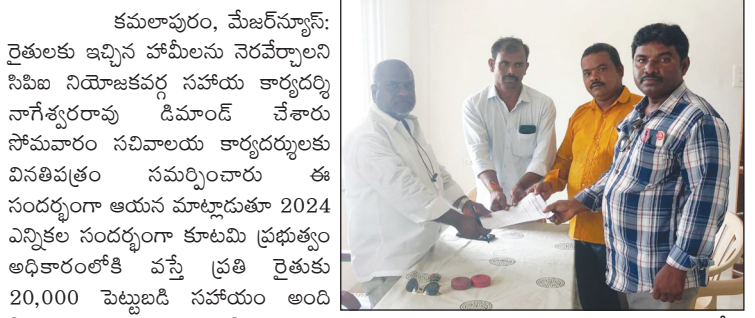 కమలాపురం, మేజర్‌న్యూస్:
రైతులకు ఇచ్చిన హామీలను నెరవేర్చాలని
సిపిఐ నియోజకవర్గ సహాయ కార్యదర్శి
నాగేశ్వరరావు డిమాండ్ చేశారు
సోమవారం సచివాలయ కార్యదర్శులకు
వినతిపత్రం సమర్పించారు ఈ
సందర్భంగా ఆయన మాట్లాడుతూ 2024
ఎన్నికల సందర్భంగా కూటమి ప్రభుత్వం
అధికారంలోకి వస్తే ప్రతి రైతుకు
20,000 పెట్టుబడి సహాయం అంది